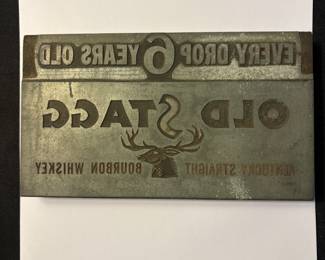 EVERY DROP 6 YEARS OLD
OLD STAGG
KENTUCKY STRAIGHT BOURBON WHISKEY